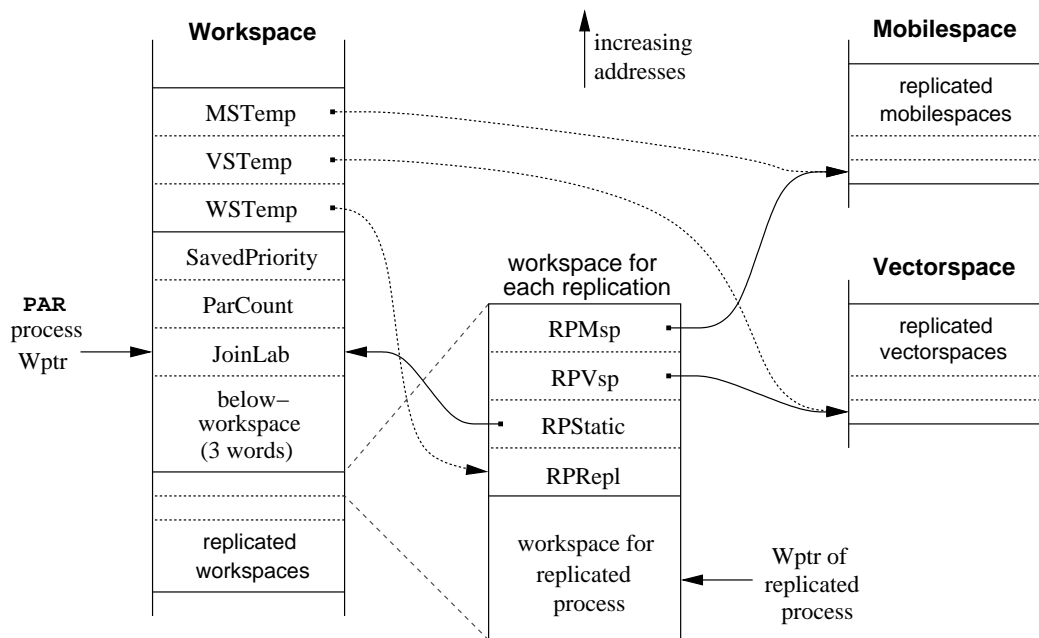 Workspace
increasing
addresses
Mobilespace
replicated
mobilespaces
MSTemp
VSTemp
WSTemp
SavedPriority
ParCount
JoinLab
below–
workspace
(3 words)
replicated
workspaces
PAR
process
Wptr
workspace for
each replication
RPMsp
RPVsp
RPStatic
RPRepl
workspace for
replicated
process
Vectorspace
replicated
vectorspaces
Wptr of
replicated
process